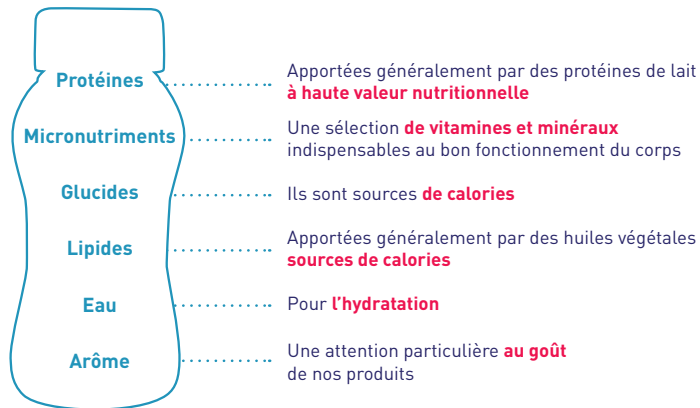 Protéines
Apportées généralement par des protéines de lait
à haute valeur nutritionnelle
Micronutriments
Une sélection de vitamines et minéraux
indispensables au bon fonctionnement du corps
Glucides
Ils sont sources de calories
Lipides
Apportées généralement par des huiles végétales
sources de calories
Eau
Pour l'hydratation
Arôme
Une attention particulière au goût
de nos produits